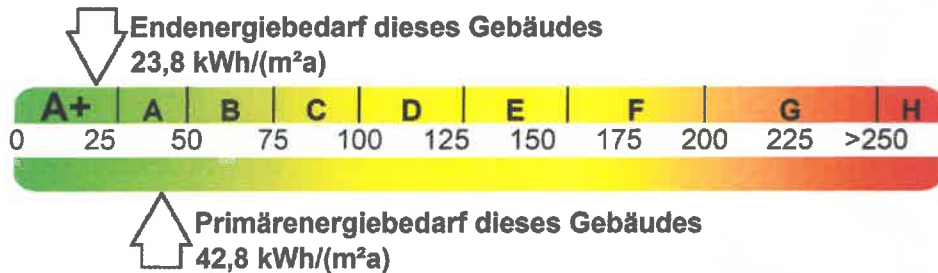 Endenergiebedarf dieses Gebäudes
23,8 kWh/(m²a)
A+ A B C D E F G H
0 25 50 75 100 125 150 175 200 225 >250
Primärenergiebedarf dieses Gebäudes
42,8 kWh/(m²a)